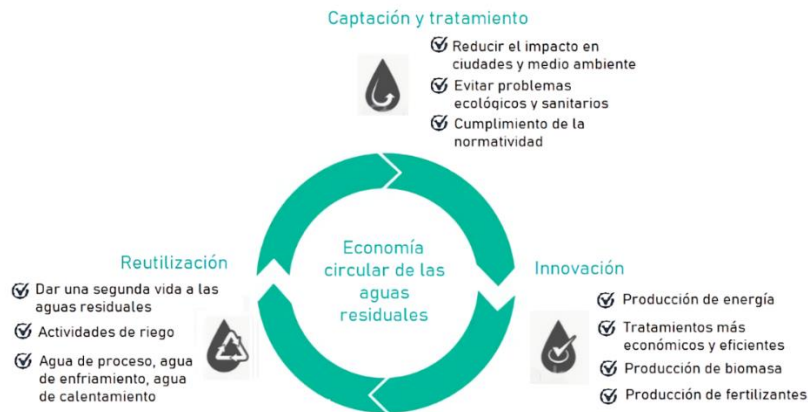 Captación y tratamiento
Reducir el impacto en
ciudades y medio ambiente
Evitar problemas
ecológicos y sanitarios
Cumplimiento de la
normatividad
Economía
circular de las
aguas
residuales
Innovación
Producción de energía
Tratamientos más
económicos y eficientes
Producción de biomasa
Producción de fertilizantes
Reutilización
Dar una segunda vida a las
aguas residuales
Actividades de riego
Agua de proceso, agua
de enfriamiento, agua
de calentamiento